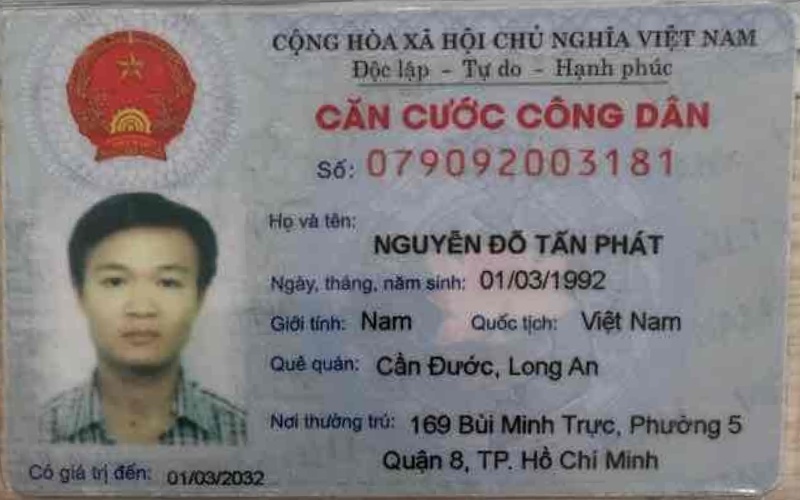 CỘNG HÒA XÃ HỘI CHỦ NGHĨA VIỆT NAM
Độc lập - Tự do - Hạnh phúc
CĂN CƯỚC CÔNG DÂN
Số: 079092003181
Họ và tên:
NGUYỄN ĐỖ TẤN PHÁT
Ngày, tháng, năm sinh: 01/03/1992
Giới tính: Nam Quốc tịch: Việt Nam
Quê quán: Cần Đước, Long An
Nơi thường trú: 169 Bùi Minh Trực, Phường 5
Quận 8, TP. Hồ Chí Minh
Có giá trị đến: 01/03/2032